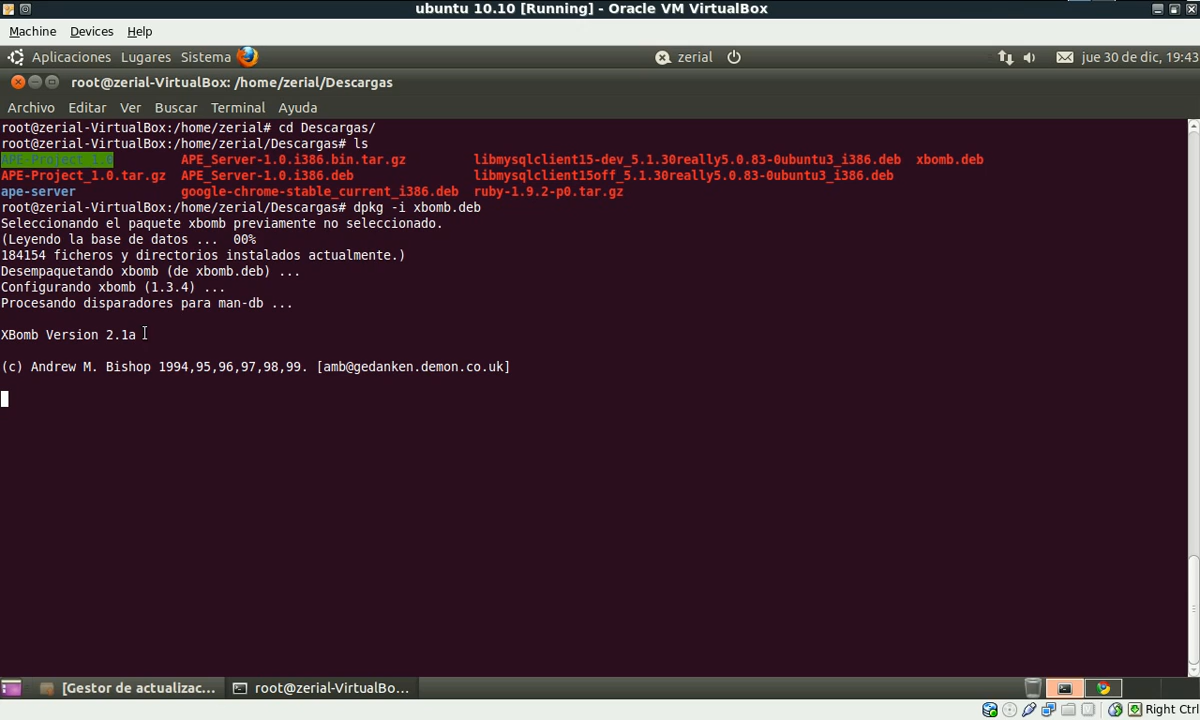 ubuntu 10.10 [Running] - Oracle VM VirtualBox
Machine Devices Help
Aplicaciones Lugares Sistema zerial jue 30 de dic, 19:43
root@zerial-VirtualBox: /home/zerial/Descargas
Archivo Editar Ver Buscar Terminal Ayuda
root@zerial-VirtualBox:/home/zerial# cd Descargas/
root@zerial-VirtualBox:/home/zerial/Descargas# ls
APE-Project_1.0 APE_Server-1.0.i386.bin.tar.gz libmysqlclient15-dev_5.1.30really5.0.83-0ubuntu3_i386.deb xbomb.deb
APE-Project_1.0.tar.gz APE_Server-1.0.i386.deb libmysqlclient15off_5.1.30really5.0.83-0ubuntu3_i386.deb
ape-server google-chrome-stable_current_i386.deb ruby-1.9.2-p0.tar.gz
root@zerial-VirtualBox:/home/zerial/Descargas# dpkg -i xbomb.deb
Seleccionando el paquete xbomb previamente no seleccionado.
(Leyendo la base de datos ... 00%
184154 ficheros y directorios instalados actualmente.)
Desempaquetando xbomb (de xbomb.deb) ...
Configurando xbomb (1.3.4) ...
Procesando disparadores para man-db ...
XBomb Version 2.1a
(c) Andrew M. Bishop 1994,95,96,97,98,99. [amb@gedanken.demon.co.uk]
[Gestor de actualizac... root@zerial-VirtualBo...
Right Ctrl